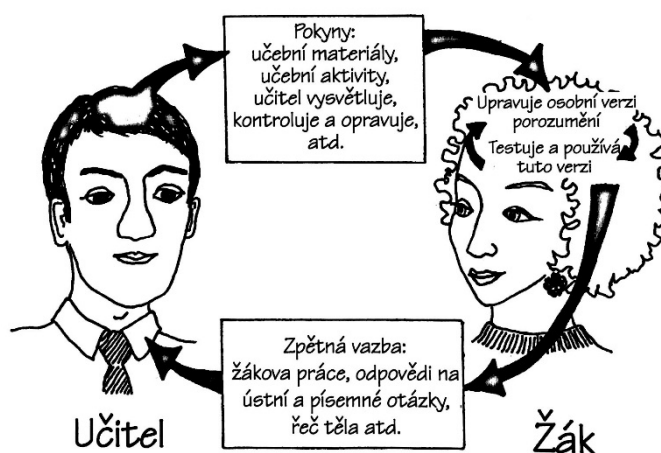 Pokyny:
učební materiály,
učební aktivity,
učitel vysvětluje,
kontroluje a opravuje,
atd.
Upravuje osobní verzi
porozumění
Testuje a používá
tuto verzi
Zpětná vazba:
žákova práce, odpovědi na
ústní a písemné otázky,
řeč těla atd.
Učitel
Žák